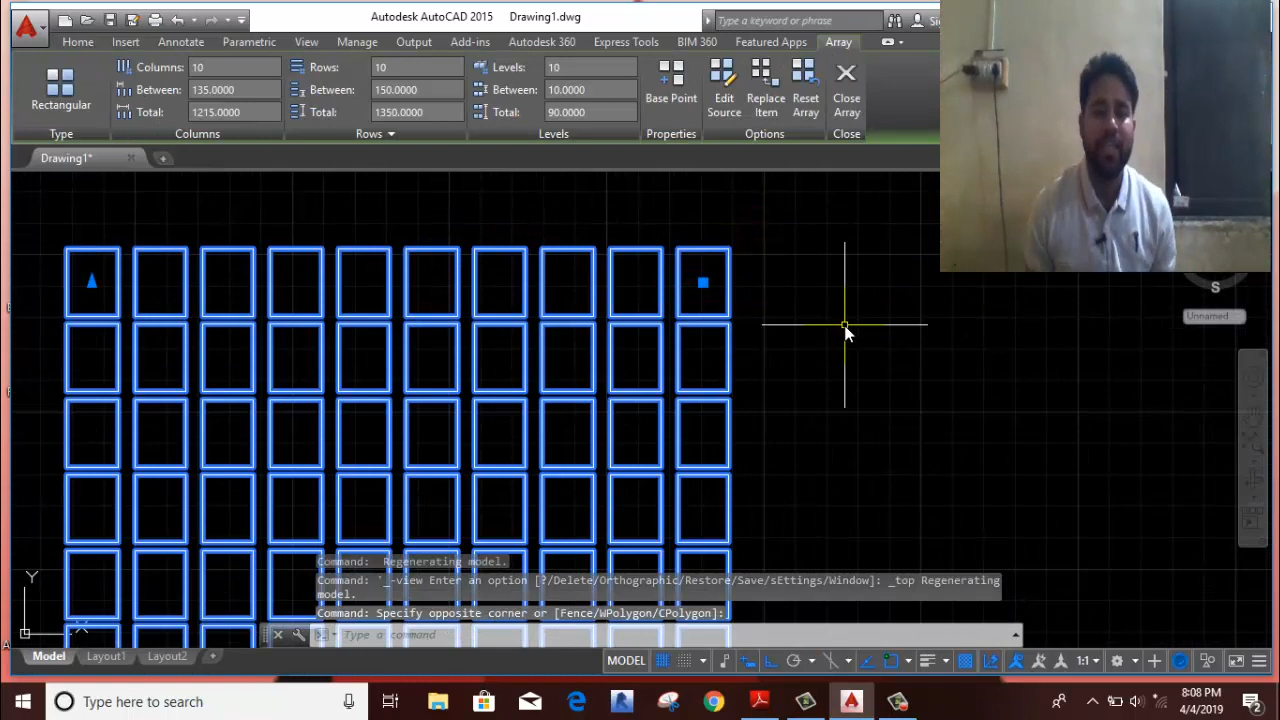 Autodesk AutoCAD 2015 Drawing1.dwg
Type a keyword or phrase
Home Insert Annotate Parametric View Manage Output Add-ins Autodesk 360 Express Tools BIM 360 Featured Apps Array
Columns: 10 Rows: 10 Levels: 10
Between: 135.0000 Between: 150.0000 Between: 10.0000
Total: 1215.0000 Total: 1350.0000 Total: 90.0000
Rectangular
Base Point
Edit Source
Replace Item
Reset Array
Close Array
Type Columns Rows Levels Properties Options Close
Drawing1*
S
Unnamed
Y
Command: Regenerating model.
Command: '_-view Enter an option [?/Delete/Orthographic/Restore/Save/sEttings/Window]: _top Regenerating
model.
Command: Specify opposite corner or [Fence/WPolygon/CPolygon]:
Type a command
Model Layout1 Layout2
MODEL 1:1
Type here to search
8:08 PM
4/4/2019
2